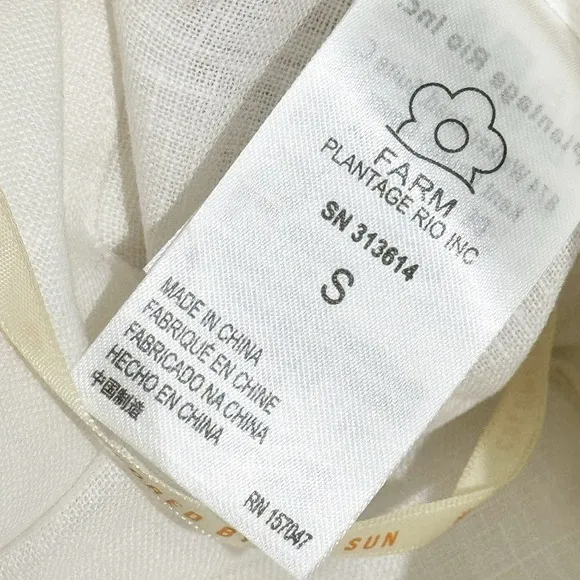 FARM
PLANTAGE RIO INC
SN 313614
S
MADE IN CHINA
FABRIQUÉ EN CHINE
FABRICADO NA CHINA
HECHO EN CHINA
中国制造
RN 157047
SUN